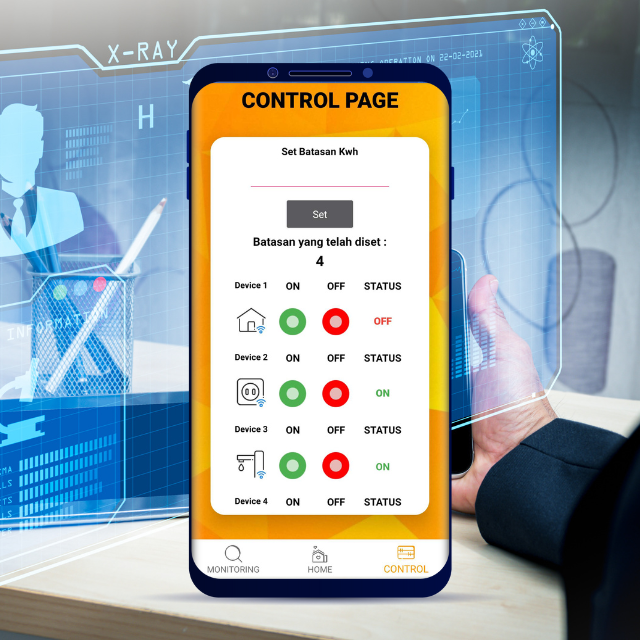 X-RAY
OPERATION ON 22-02-2021
H
INFORMATION
CONTROL PAGE
Set Batasan Kwh
Set
Batasan yang telah diset :
4
Device 1 ON OFF STATUS
OFF
Device 2 ON OFF STATUS
ON
Device 3 ON OFF STATUS
ON
Device 4 ON OFF STATUS
MONITORING HOME CONTROL